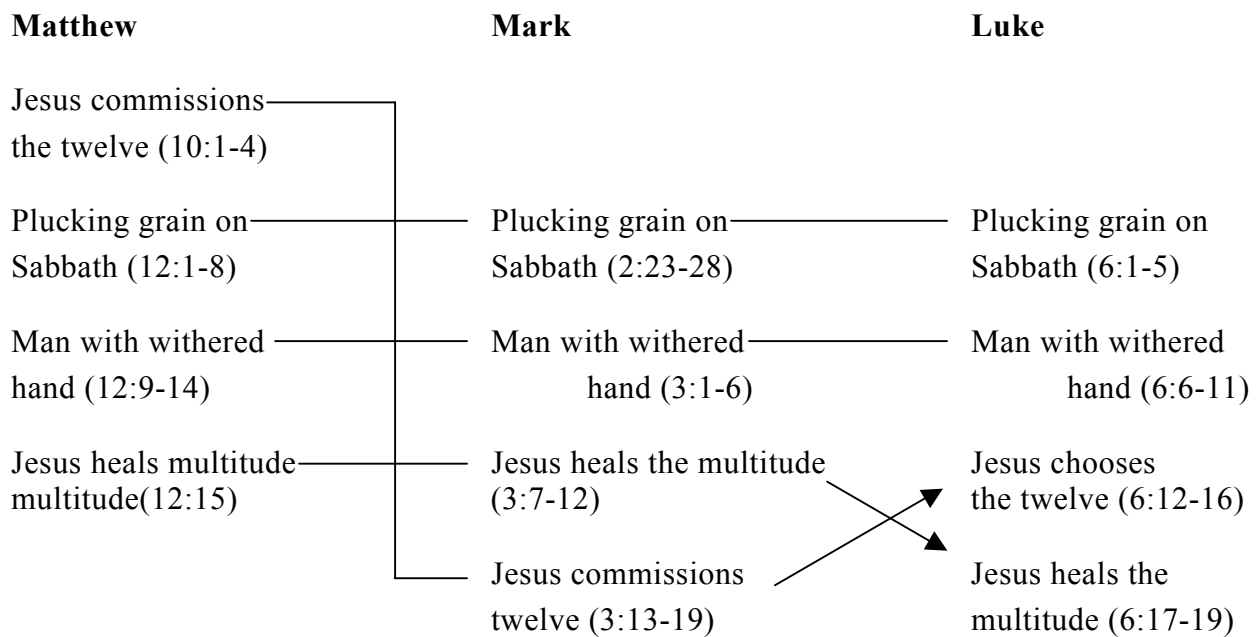 Matthew Mark Luke
Jesus commissions
the twelve (10:1-4)
Plucking grain on Plucking grain on Plucking grain on
Sabbath (12:1-8) Sabbath (2:23-28) Sabbath (6:1-5)
Man with withered Man with withered Man with withered
hand (12:9-14) hand (3:1-6) hand (6:6-11)
Jesus heals multitude Jesus heals the multitude Jesus chooses
multitude(12:15) (3:7-12) the twelve (6:12-16)
Jesus commissions Jesus heals the
twelve (3:13-19) multitude (6:17-19)